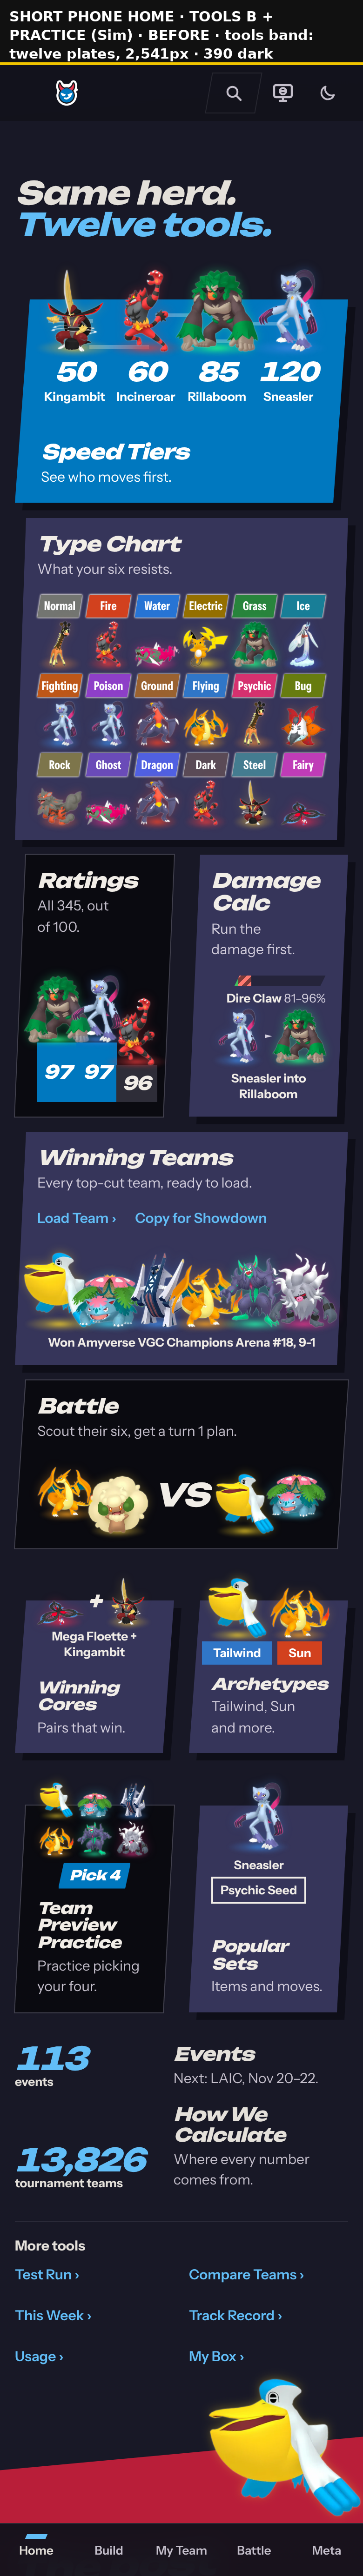 SHORT PHONE HOME · TOOLS B +
PRACTICE (Sim) · BEFORE · tools band:
twelve plates, 2,541px · 390 dark
Same herd.
Twelve tools.
50 60 85 120
Kingambit Incineroar Rillaboom Sneasler
Speed Tiers
See who moves first.
Type Chart
What your six resists.
Normal Fire Water Electric Grass Ice
Fighting Poison Ground Flying Psychic Bug
Rock Ghost Dragon Dark Steel Fairy
Ratings
All 345, out
of 100.
97 97 96
Damage
Calc
Run the
damage first.
Dire Claw 81–96%
Sneasler into
Rillaboom
Winning Teams
Every top-cut team, ready to load.
Load Team › Copy for Showdown
Won Amyverse VGC Champions Arena #18, 9-1
Battle
Scout their six, get a turn 1 plan.
VS
+
Mega Floette +
Kingambit
Winning
Cores
Pairs that win.
Tailwind Sun
Archetypes
Tailwind, Sun
and more.
Pick 4
Team
Preview
Practice
Practice picking
your four.
Sneasler
Psychic Seed
Popular
Sets
Items and moves.
113
events
Events
Next: LAIC, Nov 20–22.
13,826
tournament teams
How We
Calculate
Where every number
comes from.
More tools
Test Run › Compare Teams ›
This Week › Track Record ›
Usage › My Box ›
Home Build My Team Battle Meta